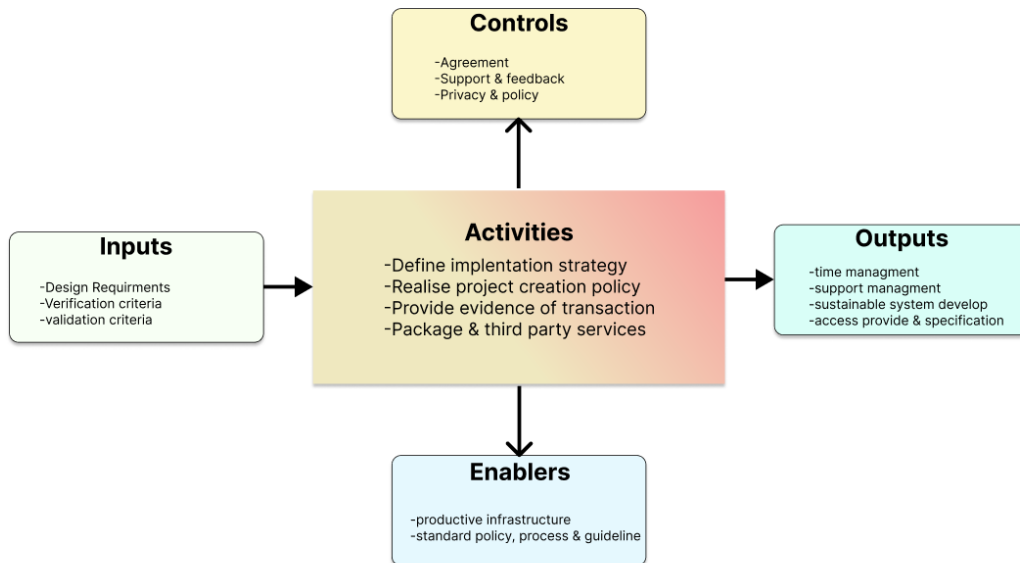 Controls
-Agreement
-Support & feedback
-Privacy & policy
Inputs
-Design Requirments
-Verification criteria
-validation criteria
Activities
-Define implentation strategy
-Realise project creation policy
-Provide evidence of transaction
-Package & third party services
Outputs
-time managment
-support managment
-sustainable system develop
-access provide & specification
Enablers
-productive infrastructure
-standard policy, process & guideline